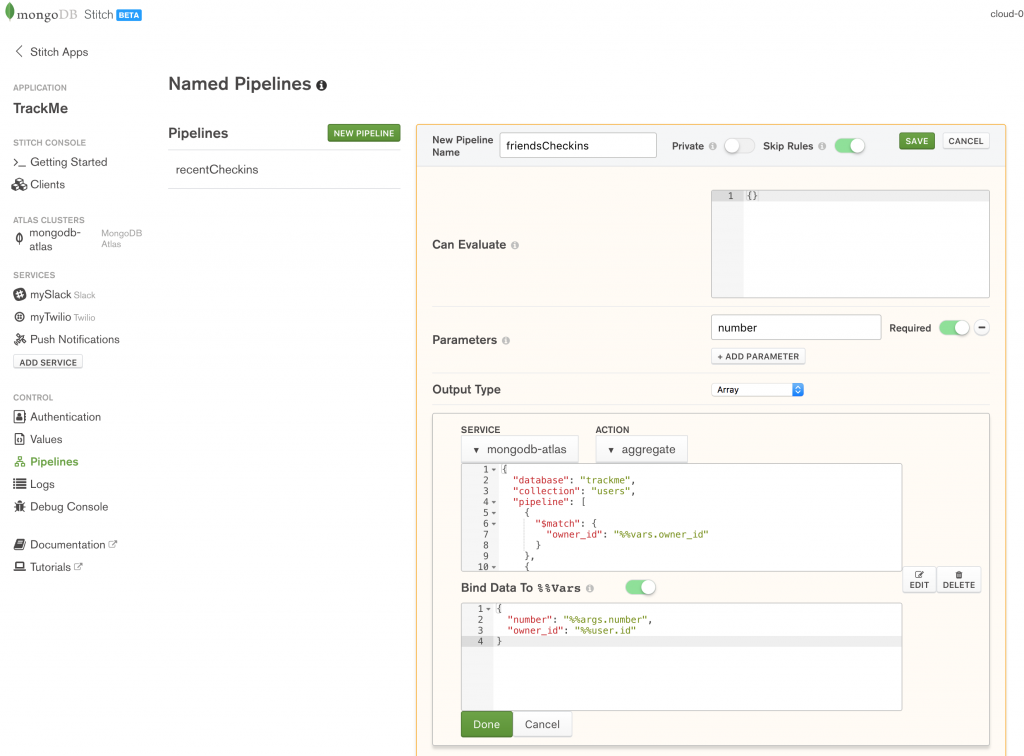 mongoDB Stitch BETA
cloud-0
Stitch Apps
APPLICATION
TrackMe
STITCH CONSOLE
>_ Getting Started
Clients
ATLAS CLUSTERS
mongodb-atlas
MongoDB Atlas
SERVICES
mySlack Slack
myTwilio Twilio
Push Notifications
ADD SERVICE
CONTROL
Authentication
Values
Pipelines
Logs
Debug Console
Documentation
Tutorials
Named Pipelines
Pipelines
NEW PIPELINE
recentCheckins
New Pipeline Name
friendsCheckins
Private
Skip Rules
SAVE
CANCEL
Can Evaluate
1 {}
Parameters
number
Required
+ ADD PARAMETER
Output Type
Array
SERVICE
mongodb-atlas
ACTION
aggregate
1 {
2 "database": "trackme",
3 "collection": "users",
4 "pipeline": [
5 {
6 "$match": {
7 "owner_id": "%%vars.owner_id"
8 }
9 },
10 {
EDIT
DELETE
Bind Data To %%Vars
1 {
2 "number": "%%args.number",
3 "owner_id": "%%user.id"
4 }
Done
Cancel